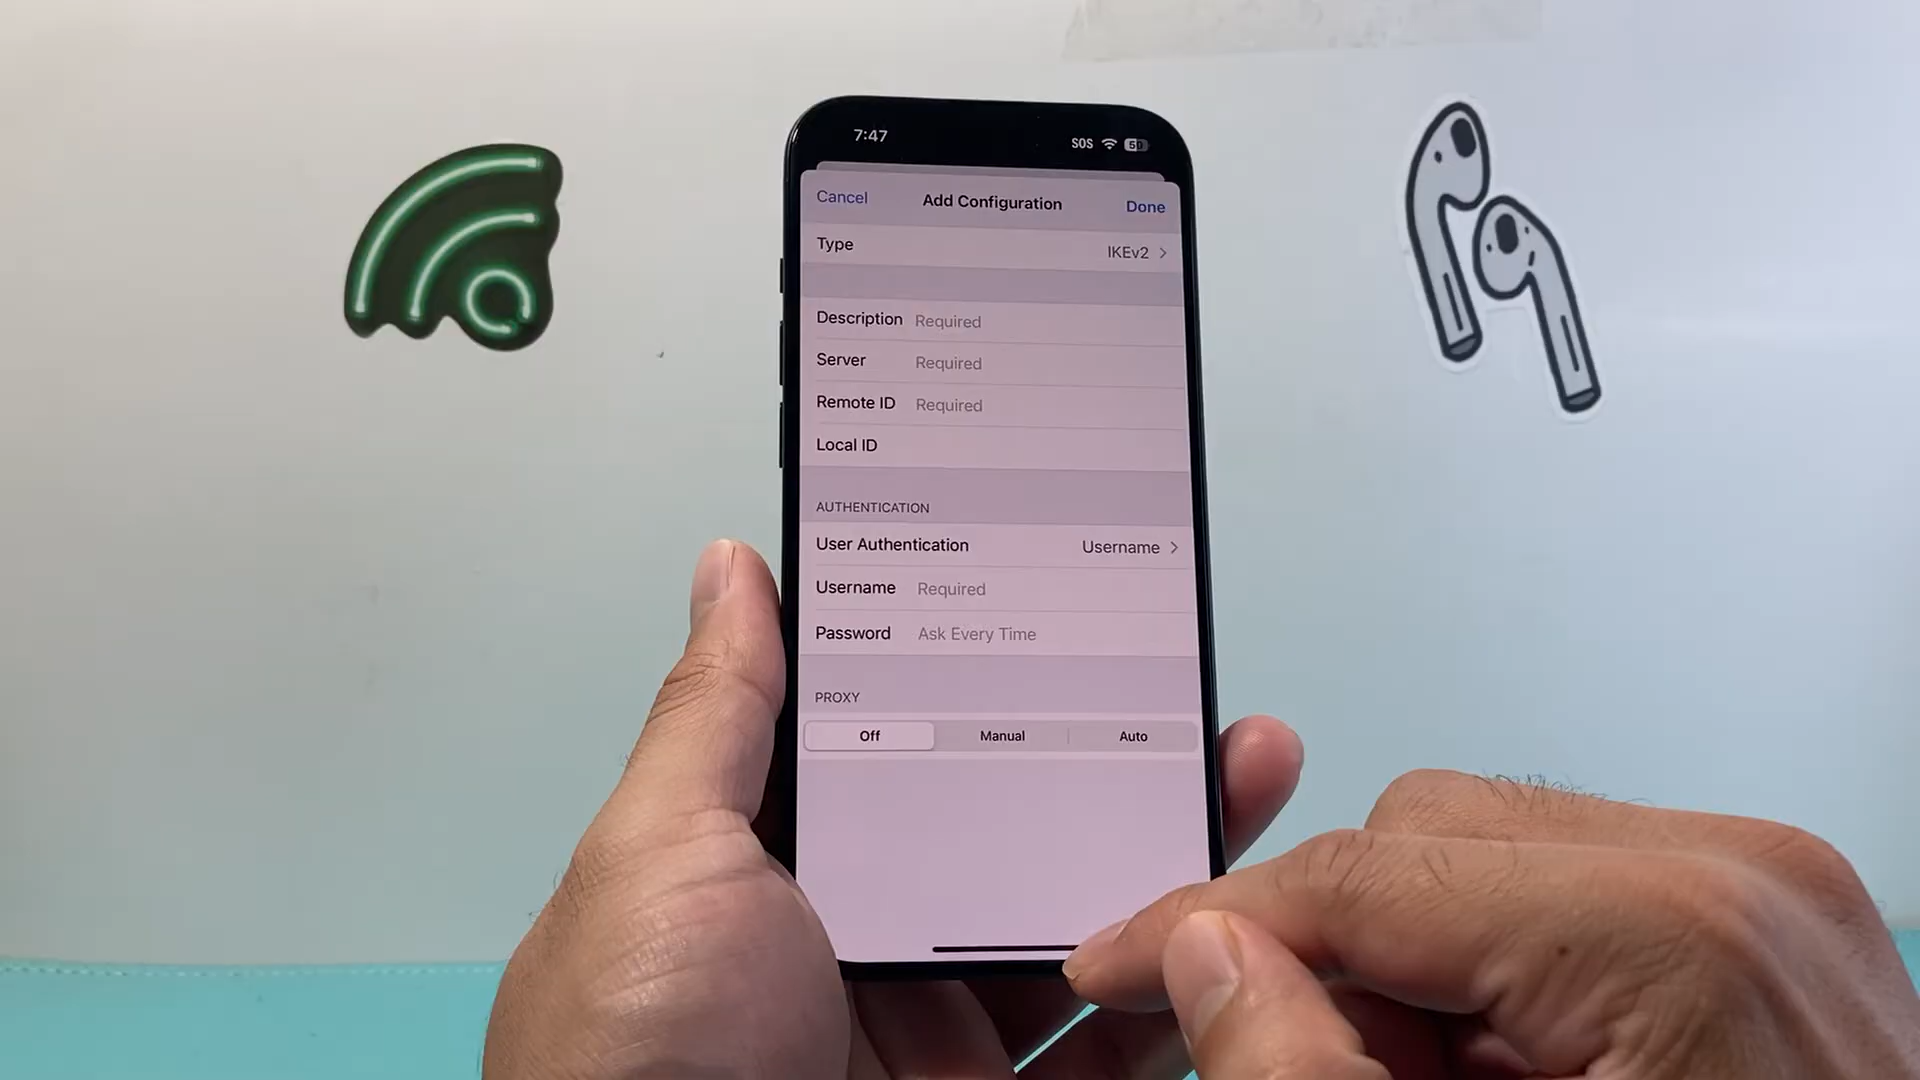 7:47
SOS 50
Cancel Add Configuration Done
Type IKEv2
Description Required
Server Required
Remote ID Required
Local ID
AUTHENTICATION
User Authentication Username
Username Required
Password Ask Every Time
PROXY
Off Manual Auto